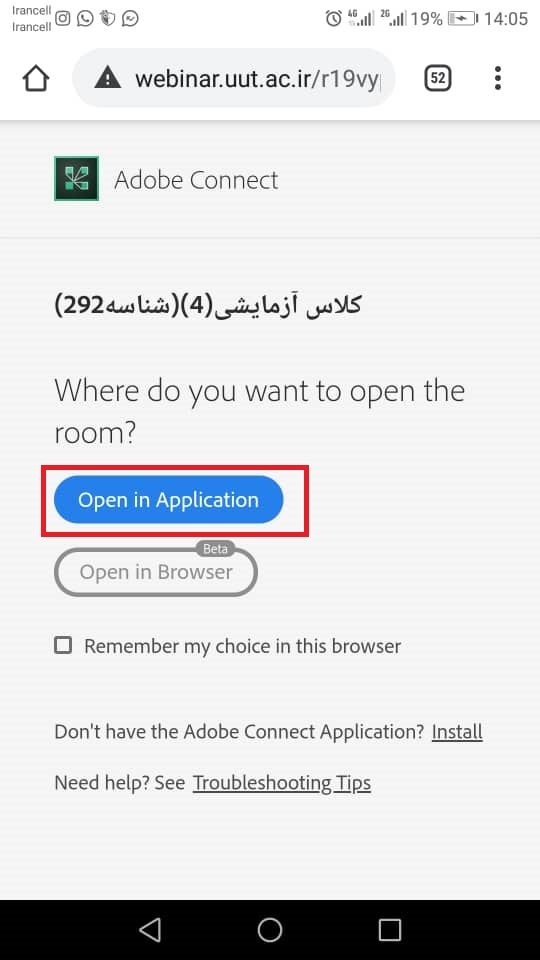 Irancell
Irancell
4G 2G 19% 14:05
webinar.uut.ac.ir/r19vy
52
Adobe Connect
کلاس آزمایشی(4)(شناسه292)
Where do you want to open the
room?
Open in Application
Beta
Open in Browser
Remember my choice in this browser
Don't have the Adobe Connect Application? Install
Need help? See Troubleshooting Tips